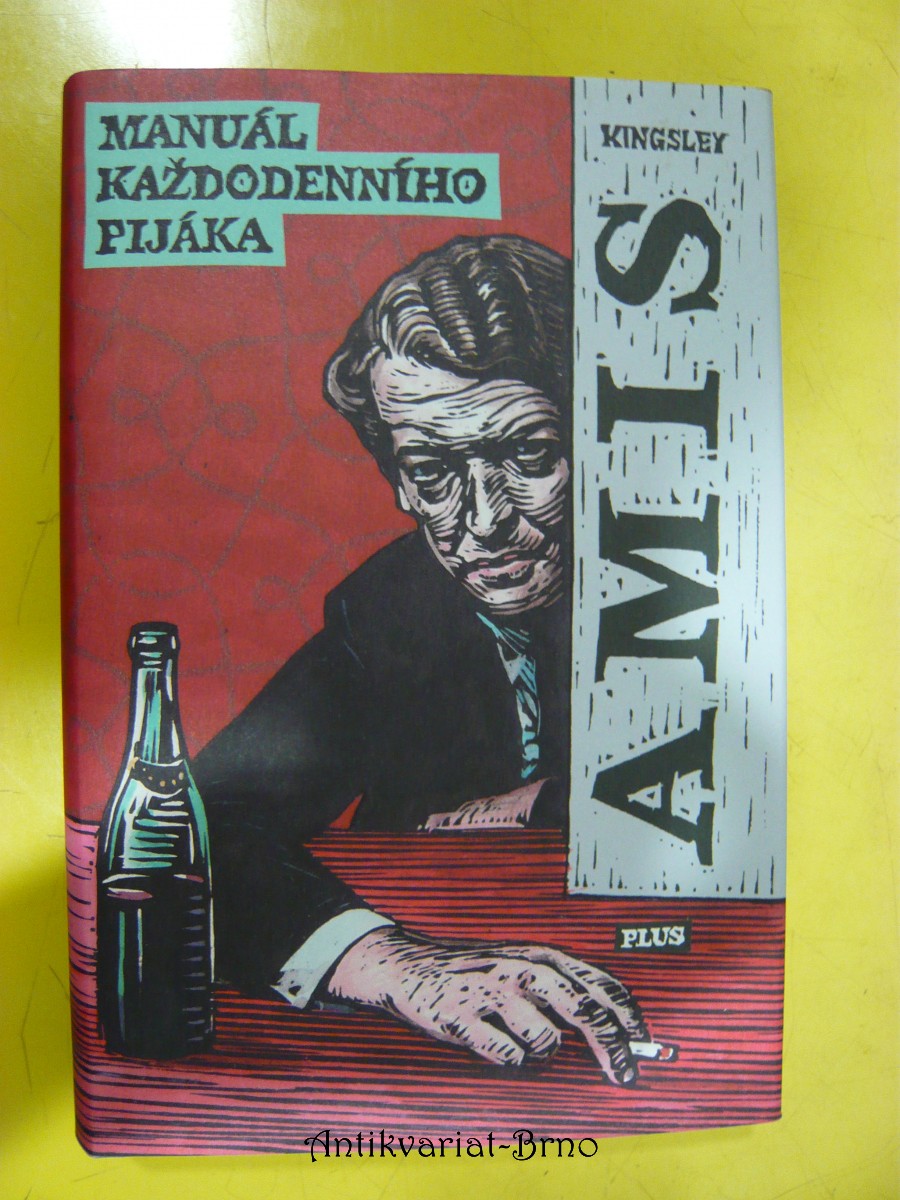 MANUÁL
KAŽDODENNÍHO
PIJÁKA
KINGSLEY
AMIS
PLUS
Antikvariat-Brno